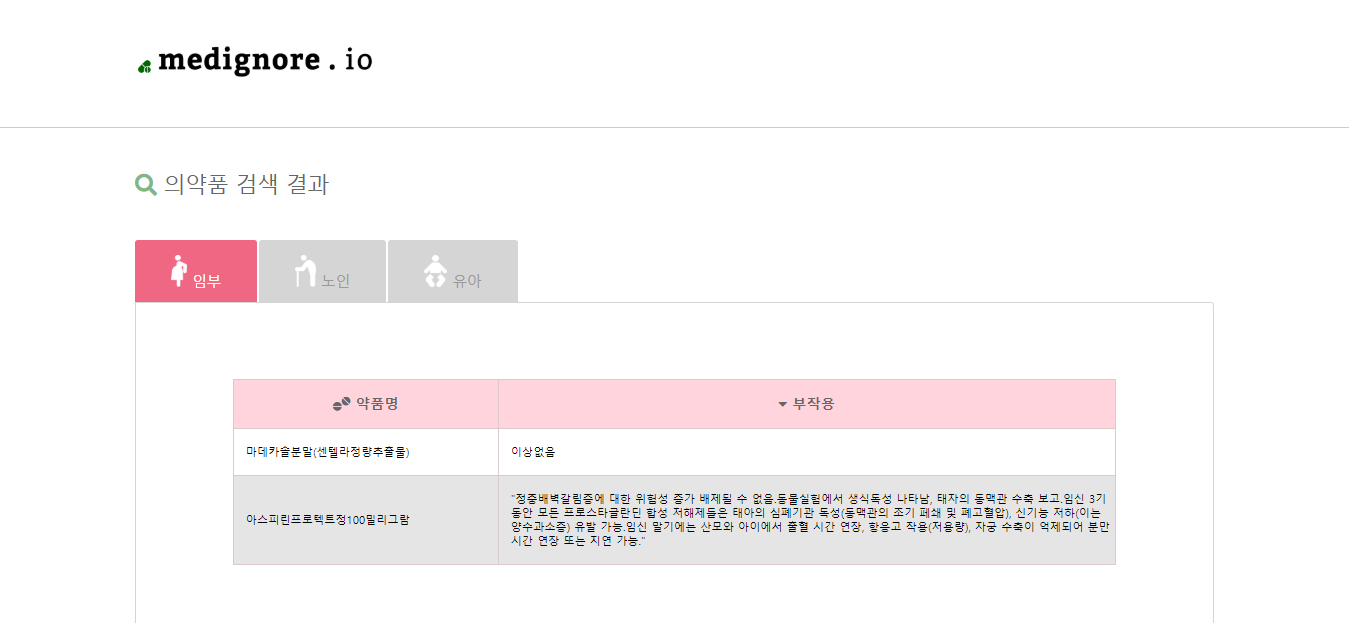 medignore . io
의약품 검색 결과
임부
노인
유아
약품명
부작용
마데카솔분말(센텔라정량추출물)
이상없음
아스피린프로텍트정100밀리그람
"정중배벽갈림증에 대한 위험성 증가 배제될 수 없음.동물실험에서 생식독성 나타남, 태자의 동맥관 수축 보고.임신 3기
동안 모든 프로스타글란딘 합성 저해제들은 태아의 심폐기관 독성(동맥관의 조기 폐쇄 및 폐고혈압), 신기능 저하(이는
양수과소증) 유발 가능.임신 말기에는 산모와 아이에서 출혈 시간 연장, 항응고 작용(저용량), 자궁 수축이 억제되어 분만
시간 연장 또는 지연 가능."